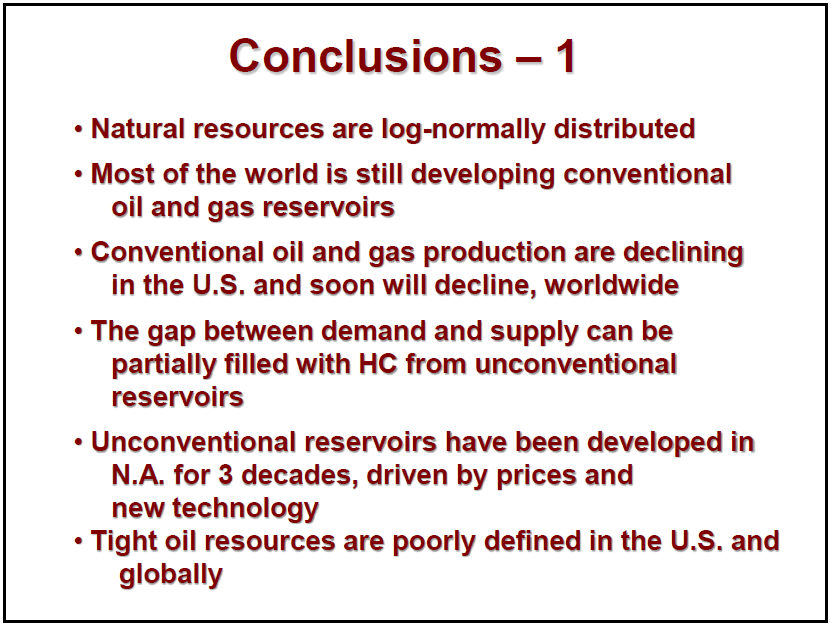 Conclusions – 1
• Natural resources are log-normally distributed
• Most of the world is still developing conventional
oil and gas reservoirs
• Conventional oil and gas production are declining
in the U.S. and soon will decline, worldwide
• The gap between demand and supply can be
partially filled with HC from unconventional
reservoirs
• Unconventional reservoirs have been developed in
N.A. for 3 decades, driven by prices and
new technology
• Tight oil resources are poorly defined in the U.S. and
globally